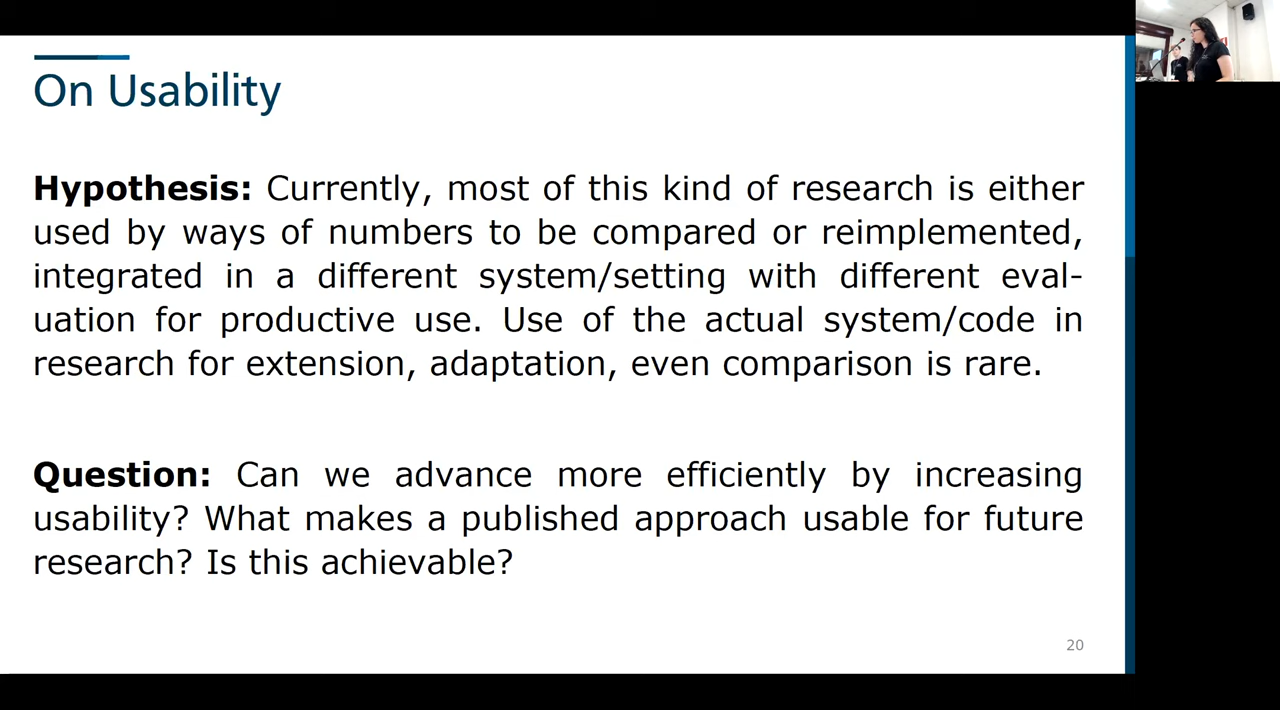 On Usability
Hypothesis: Currently, most of this kind of research is either
used by ways of numbers to be compared or reimplemented,
integrated in a different system/setting with different eval-
uation for productive use. Use of the actual system/code in
research for extension, adaptation, even comparison is rare.
Question: Can we advance more efficiently by increasing
usability? What makes a published approach usable for future
research? Is this achievable?
20